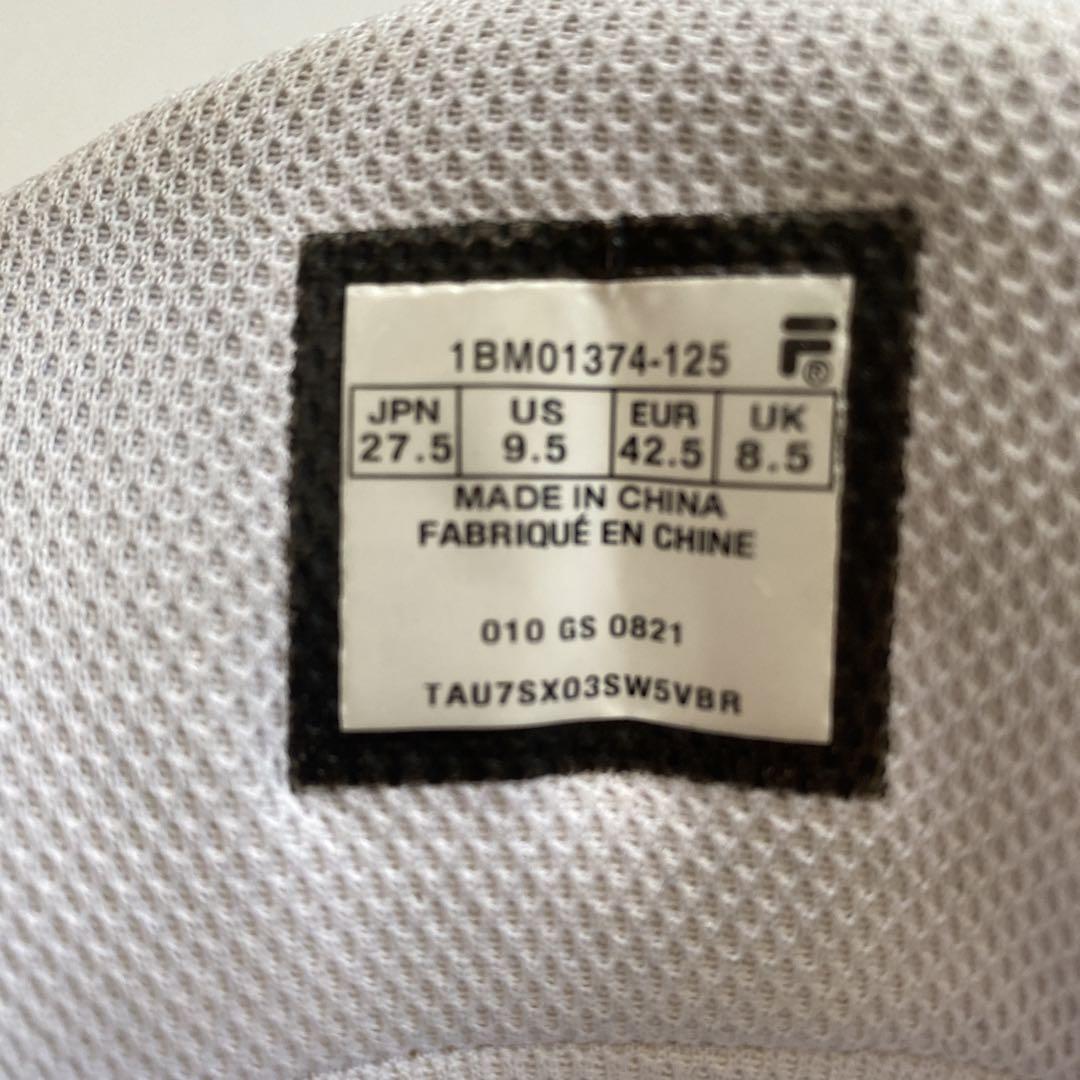 1BM01374-125
JPN US EUR UK
27.5 9.5 42.5 8.5
MADE IN CHINA
FABRIQUÉ EN CHINE
010 GS 0821
TAU7SX03SW5VBR